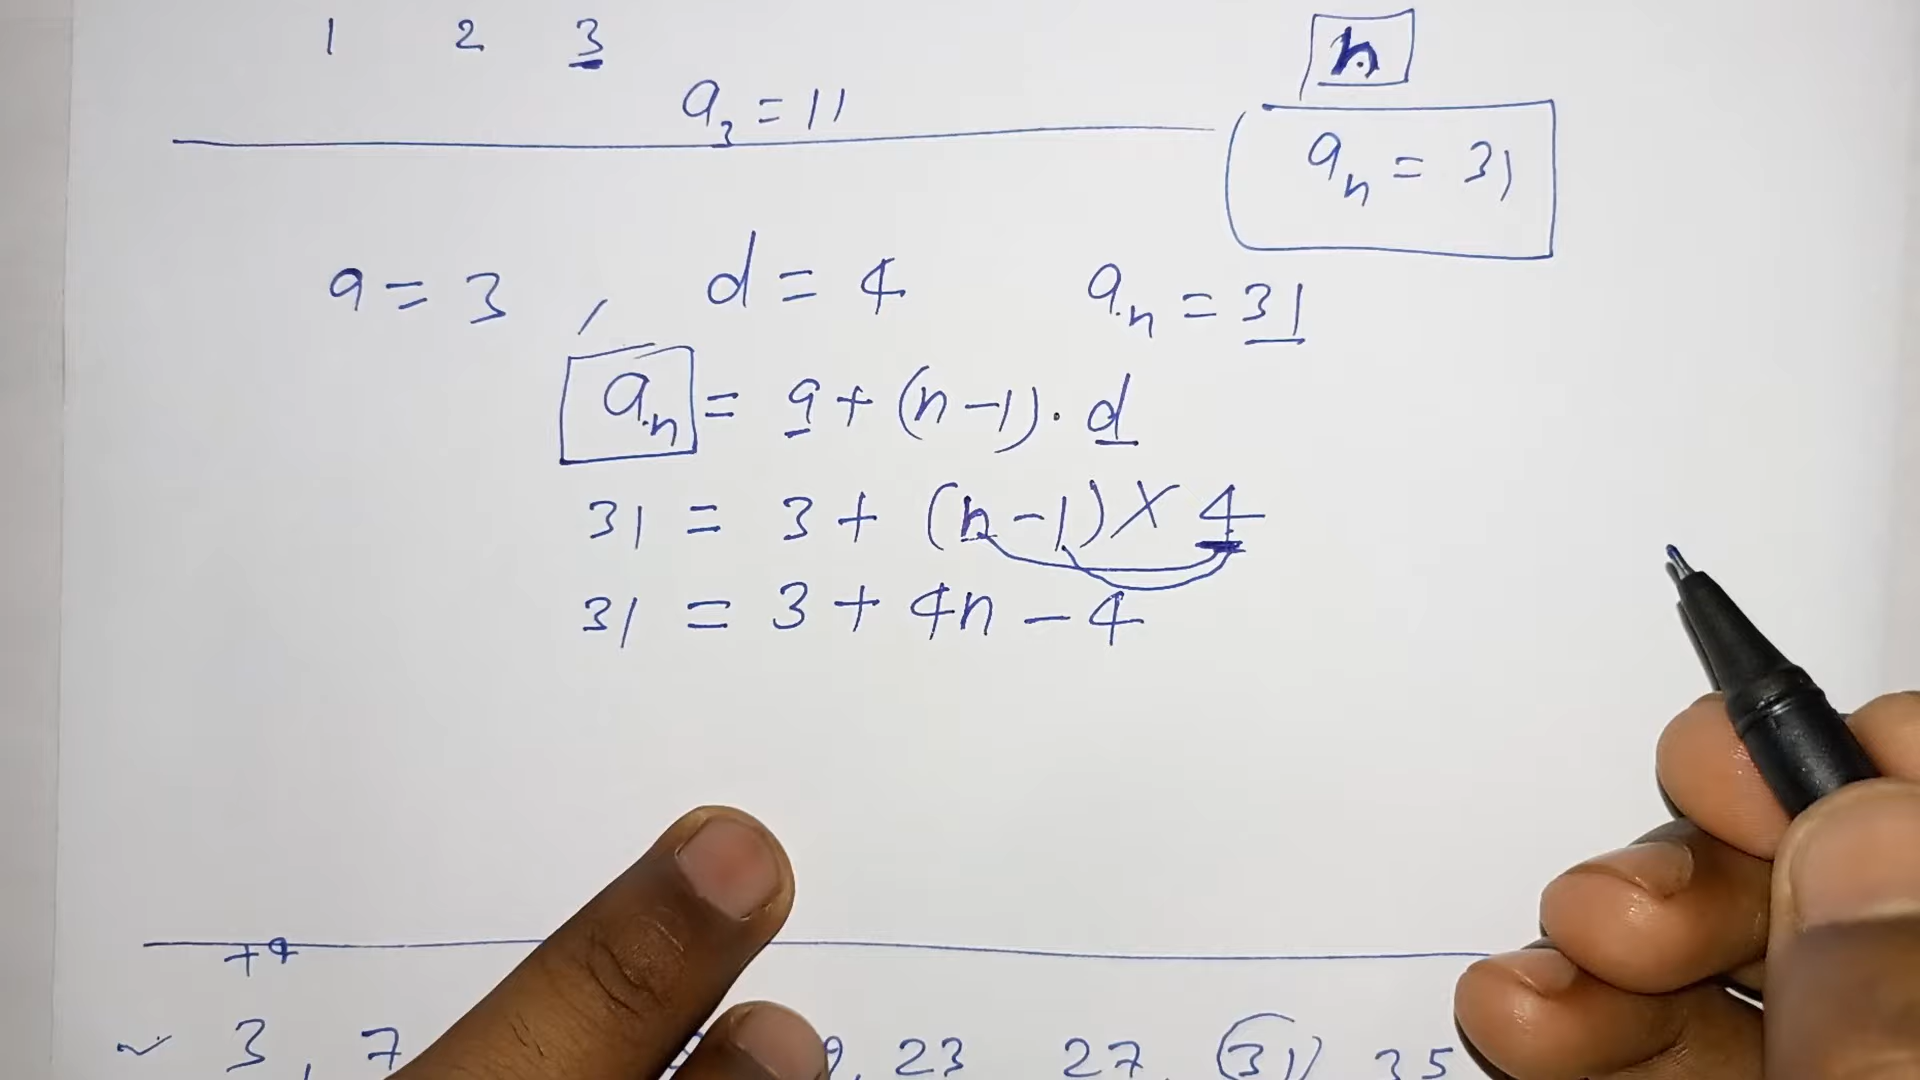 1 2 3
n
a₃ = 11
aₙ = 31
a = 3 , d = 4 aₙ = 31
aₙ = a + (n-1) . d
31 = 3 + (n-1) × 4
31 = 3 + 4n - 4
+4
3 , 7 , 23 27 , 31 35